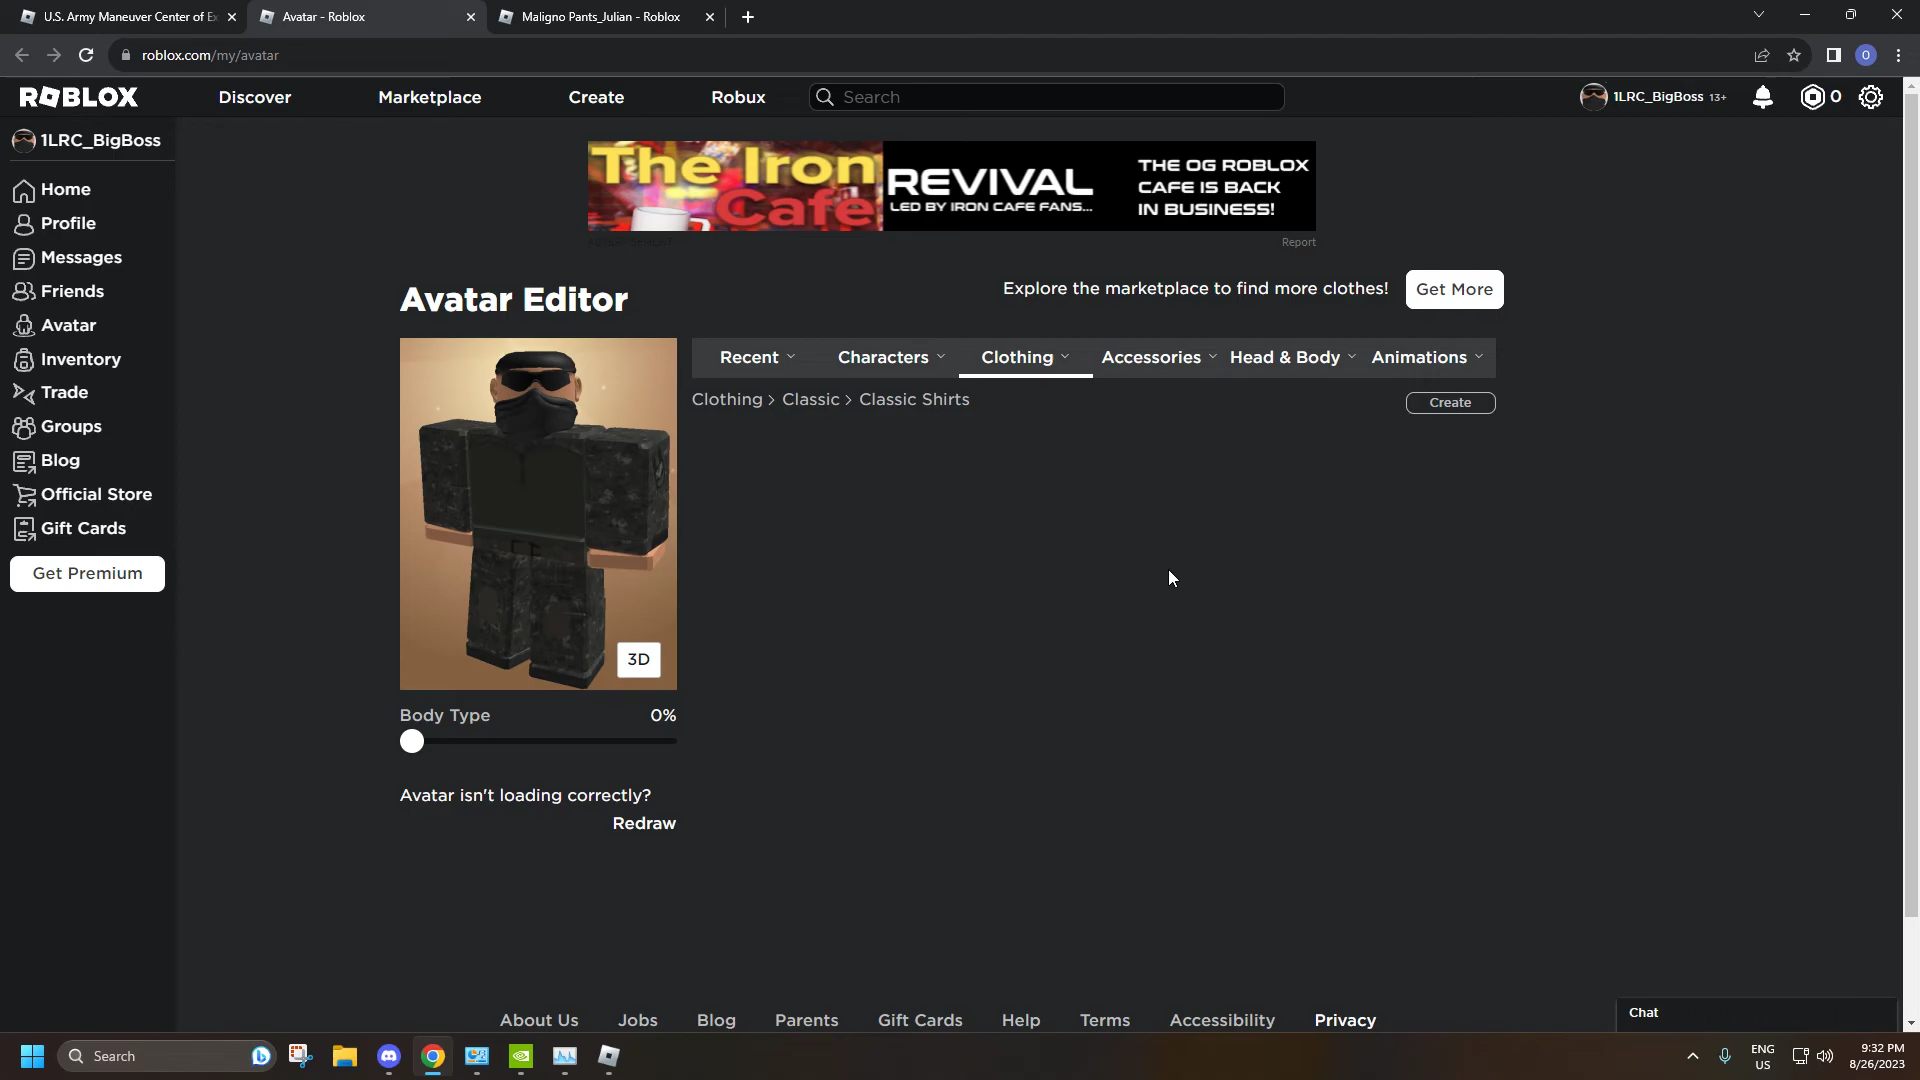 U.S. Army Maneuver Center of Ex
Avatar - Roblox
Maligno Pants_Julian - Roblox
roblox.com/my/avatar
ROBLOX
Discover
Marketplace
Create
Robux
Search
1LRC_BigBoss 13+
0
1LRC_BigBoss
Home
Profile
Messages
Friends
Avatar
Inventory
Trade
Groups
Blog
Official Store
Gift Cards
Get Premium
The Iron
Cafe
REVIVAL
LED BY IRON CAFE FANS...
THE OG ROBLOX
CAFE IS BACK
IN BUSINESS!
ADVERTISEMENT
Report
Avatar Editor
Explore the marketplace to find more clothes!
Get More
Recent
Characters
Clothing
Accessories
Head & Body
Animations
Clothing > Classic > Classic Shirts
Create
3D
Body Type 0%
Avatar isn't loading correctly?
Redraw
About Us
Jobs
Blog
Parents
Gift Cards
Help
Terms
Accessibility
Privacy
Chat
Search
ENG
US
9:32 PM
8/26/2023